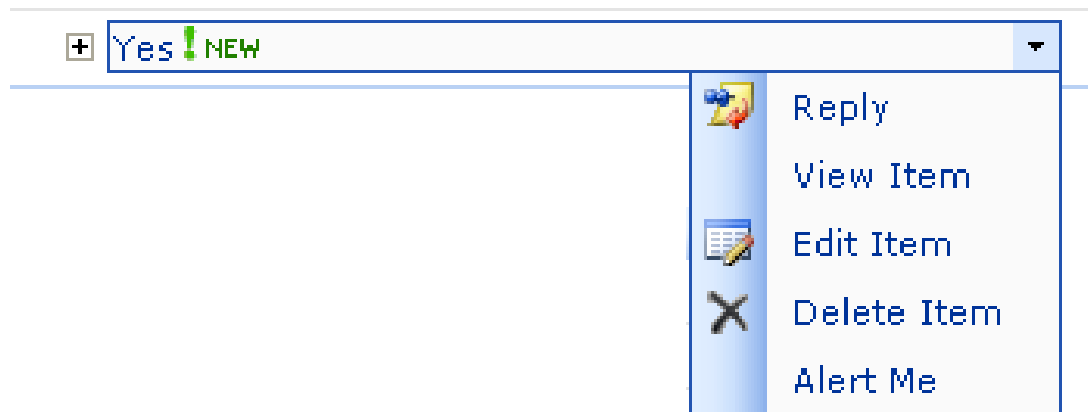 Yes ! NEW
Reply
View Item
Edit Item
Delete Item
Alert Me